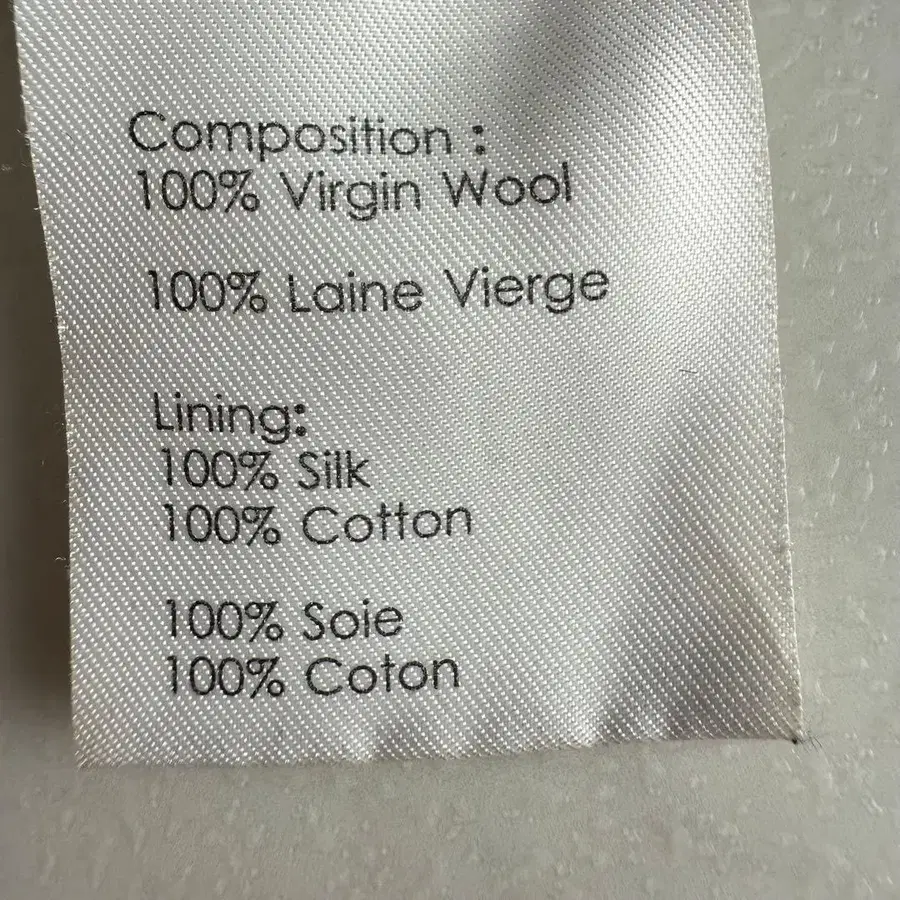 Composition :
100% Virgin Wool
100% Laine Vierge
Lining:
100% Silk
100% Cotton
100% Soie
100% Coton